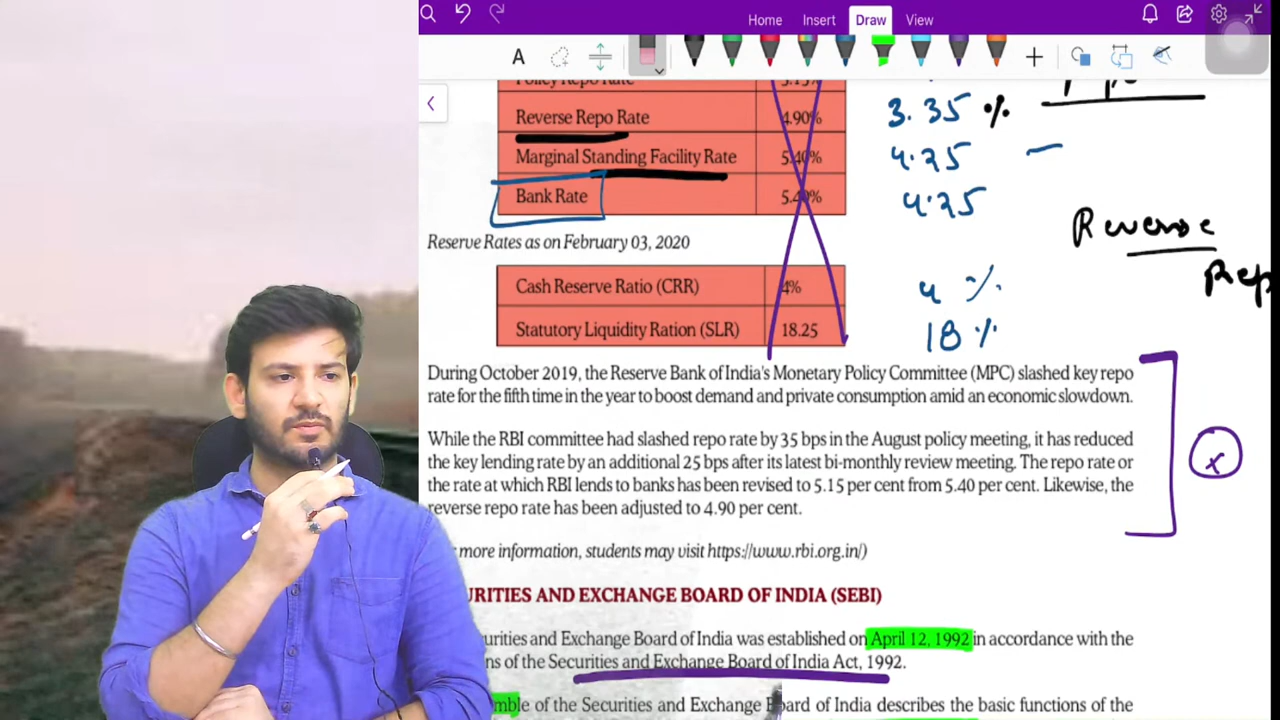 Home Insert Draw View
A
Policy Repo Rate 5.15%
Reverse Repo Rate 4.90% 3.35 %
Marginal Standing Facility Rate 5.40% 4.25 —
Bank Rate 5.40% 4.25
Reverse
Rep
Reserve Rates as on February 03, 2020
Cash Reserve Ratio (CRR) 4% 4 %
Statutory Liquidity Ration (SLR) 18.25 18 %
During October 2019, the Reserve Bank of India's Monetary Policy Committee (MPC) slashed key repo
rate for the fifth time in the year to boost demand and private consumption amid an economic slowdown.
While the RBI committee had slashed repo rate by 35 bps in the August policy meeting, it has reduced
the key lending rate by an additional 25 bps after its latest bi-monthly review meeting. The repo rate or
the rate at which RBI lends to banks has been revised to 5.15 per cent from 5.40 per cent. Likewise, the
reverse repo rate has been adjusted to 4.90 per cent.
x
more information, students may visit https://www.rbi.org.in/)
URITIES AND EXCHANGE BOARD OF INDIA (SEBI)
urities and Exchange Board of India was established on April 12, 1992 in accordance with the
ns of the Securities and Exchange Board of India Act, 1992.
mble of the Securities and Exchange Board of India describes the basic functions of the